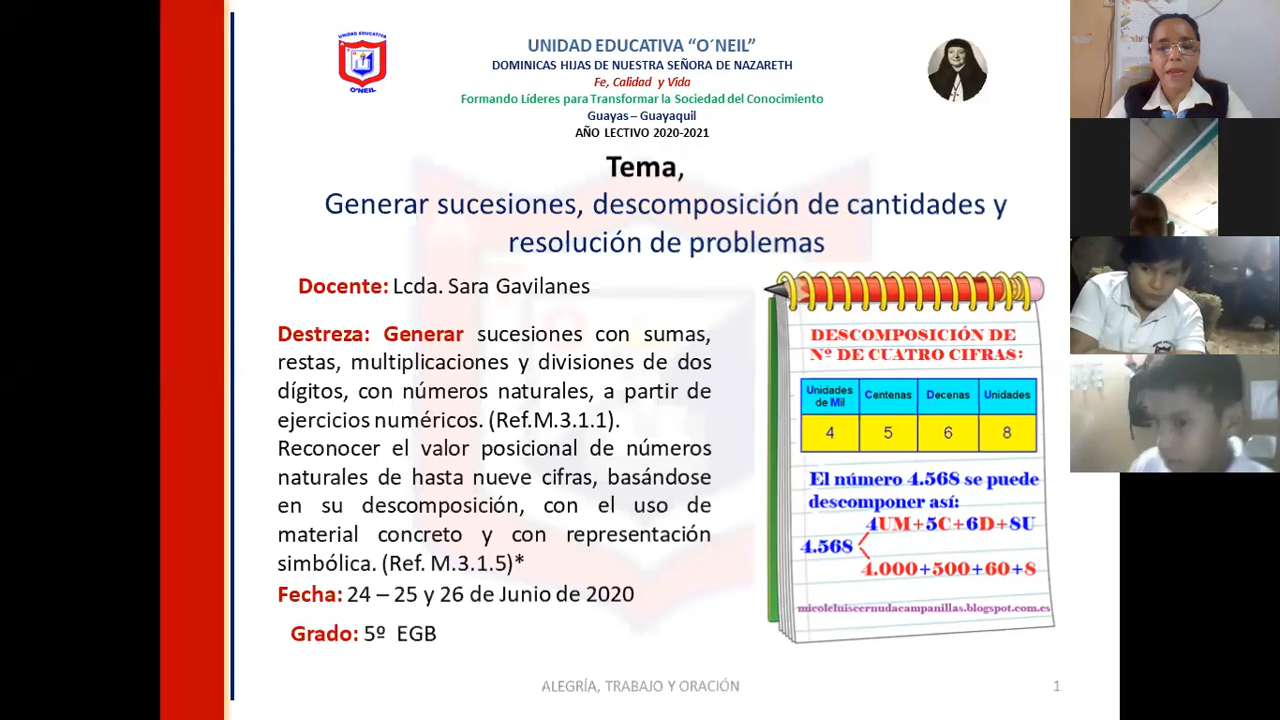 UNIDAD EDUCATIVA
O´NEIL
UNIDAD EDUCATIVA “O´NEIL”
DOMINICAS HIJAS DE NUESTRA SEÑORA DE NAZARETH
Fe, Calidad y Vida
Formando Líderes para Transformar la Sociedad del Conocimiento
Guayas – Guayaquil
AÑO LECTIVO 2020-2021
Tema,
Generar sucesiones, descomposición de cantidades y
resolución de problemas
Docente: Lcda. Sara Gavilanes
Destreza: Generar sucesiones con sumas,
restas, multiplicaciones y divisiones de dos
dígitos, con números naturales, a partir de
ejercicios numéricos. (Ref.M.3.1.1).
Reconocer el valor posicional de números
naturales de hasta nueve cifras, basándose
en su descomposición, con el uso de
material concreto y con representación
simbólica. (Ref. M.3.1.5)*
Fecha: 24 – 25 y 26 de Junio de 2020
Grado: 5º EGB
DESCOMPOSICIÓN DE
Nº DE CUATRO CIFRAS:
Unidades de Mil Centenas Decenas Unidades
4 5 6 8
El número 4.568 se puede
descomponer así:
4UM+5C+6D+8U
4.568
4.000+500+60+8
micoleluiscernudacampanillas.blogspot.com.es
ALEGRÍA, TRABAJO Y ORACIÓN
1